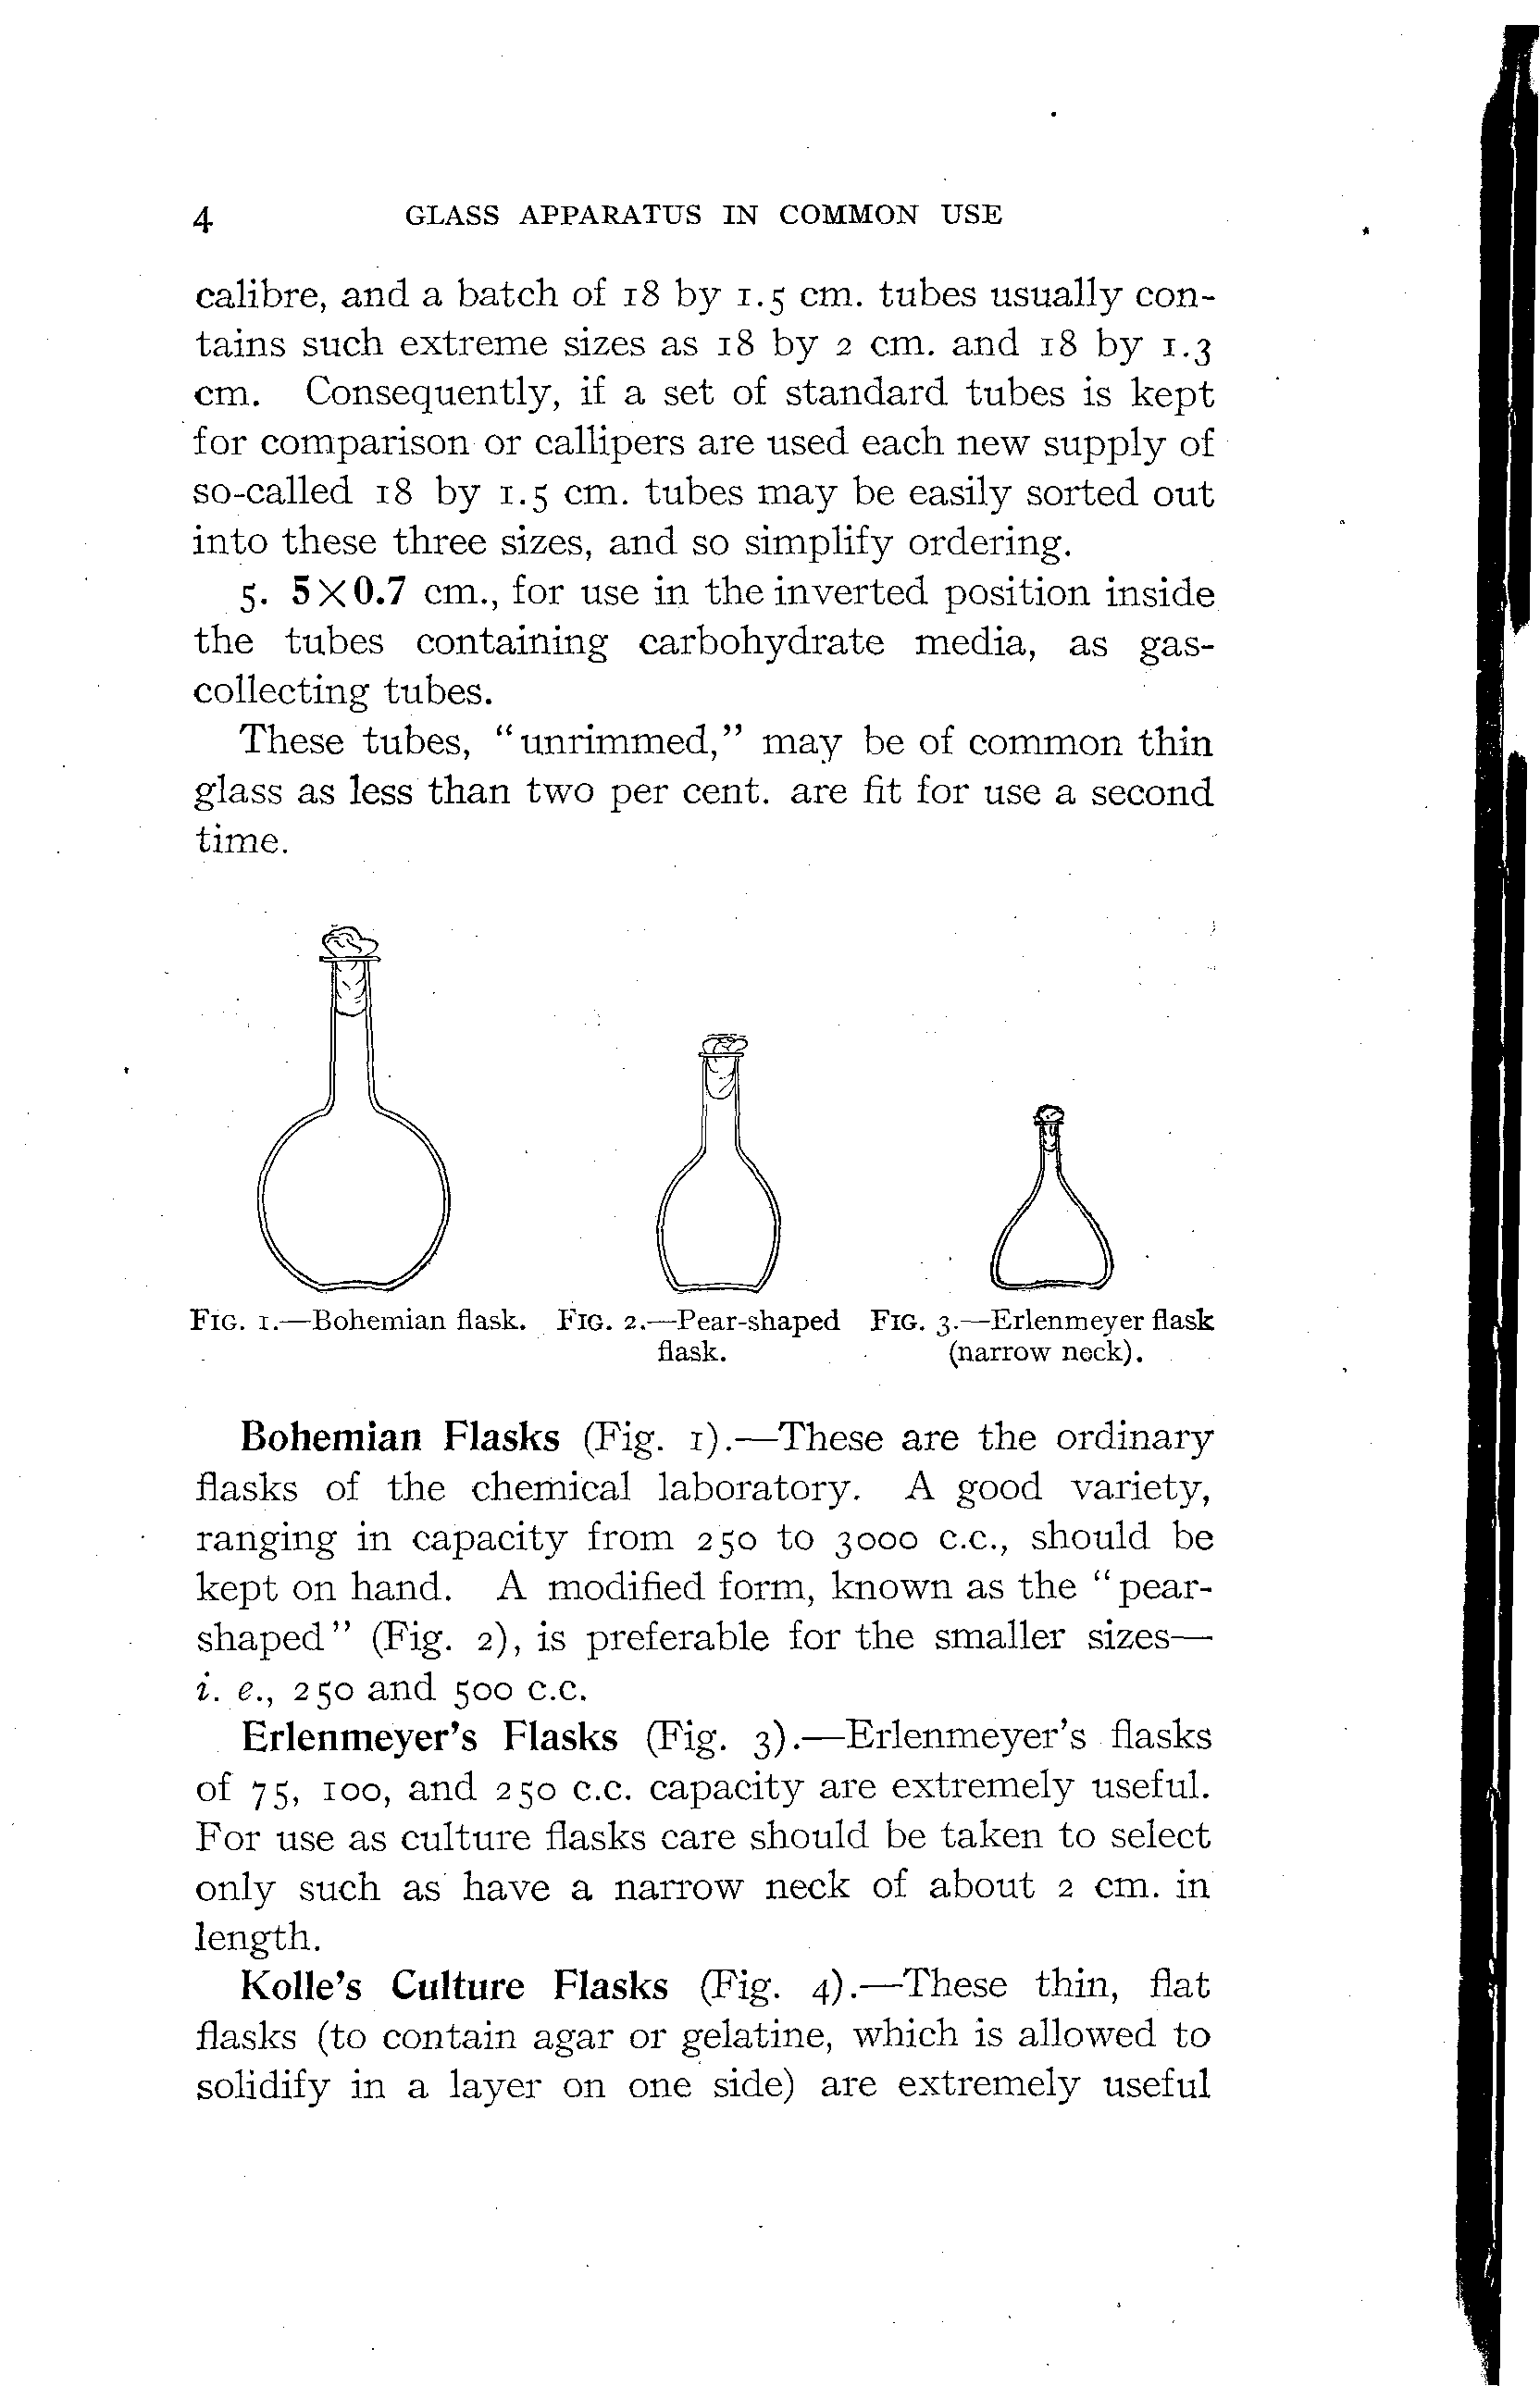 4 GLASS APPARATUS IN COMMON USE
calibre, and a batch of 18 by 1.5 cm. tubes usually con-
tains such extreme sizes as 18 by 2 cm. and 18 by 1.3
cm. Consequently, if a set of standard tubes is kept
for comparison or callipers are used each new supply of
so-called 18 by 1.5 cm. tubes may be easily sorted out
into these three sizes, and so simplify ordering.
5. 5×0.7 cm., for use in the inverted position inside
the tubes containing carbohydrate media, as gas-
collecting tubes.
These tubes, "unrimmed," may be of common thin
glass as less than two per cent. are fit for use a second
time.
FIG. 1.—Bohemian flask.
FIG. 2.—Pear-shaped
flask.
FIG. 3.—Erlenmeyer flask
(narrow neck).
Bohemian Flasks (Fig. 1).—These are the ordinary
flasks of the chemical laboratory. A good variety,
ranging in capacity from 250 to 3000 c.c., should be
kept on hand. A modified form, known as the "pear-
shaped" (Fig. 2), is preferable for the smaller sizes—
i. e., 250 and 500 c.c.
Erlenmeyer's Flasks (Fig. 3).—Erlenmeyer's flasks
of 75, 100, and 250 c.c. capacity are extremely useful.
For use as culture flasks care should be taken to select
only such as have a narrow neck of about 2 cm. in
length.
Kolle's Culture Flasks (Fig. 4).—These thin, flat
flasks (to contain agar or gelatine, which is allowed to
solidify in a layer on one side) are extremely useful